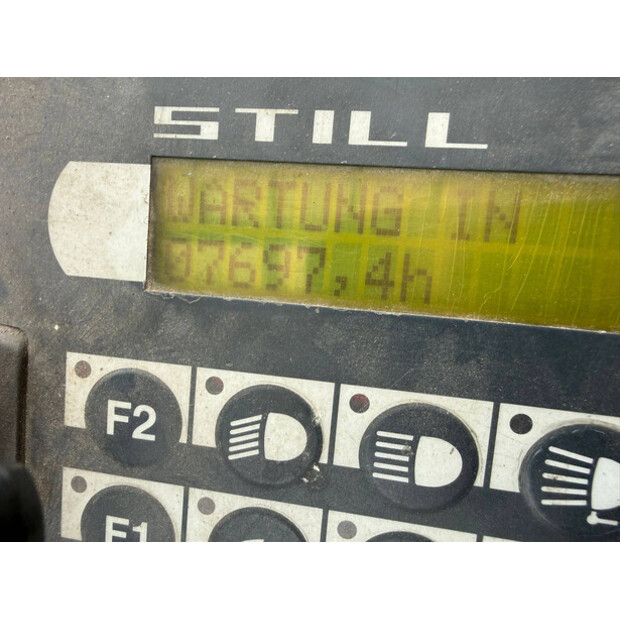 STILL
WARTUNG IN
07697,4h
F2
F1